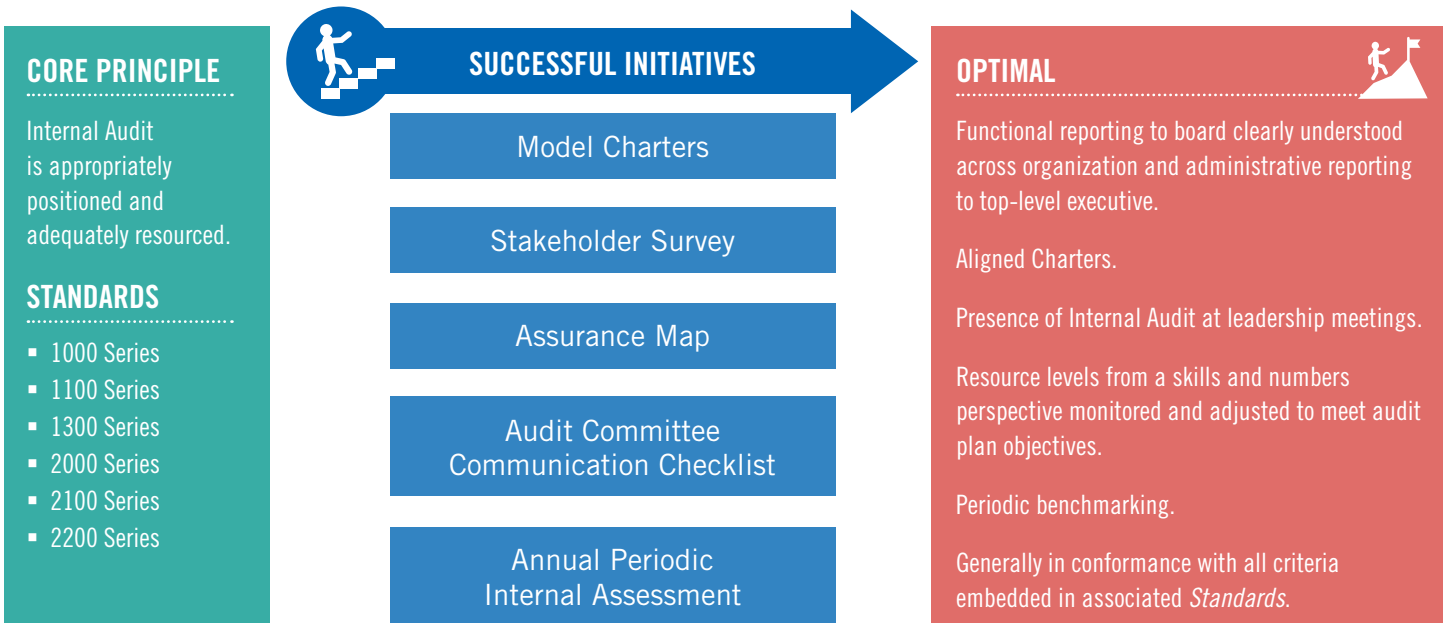 CORE PRINCIPLE
Internal Audit
is appropriately
positioned and
adequately resourced.
STANDARDS
▪ 1000 Series
▪ 1100 Series
▪ 1300 Series
▪ 2000 Series
▪ 2100 Series
▪ 2200 Series
SUCCESSFUL INITIATIVES
Model Charters
Stakeholder Survey
Assurance Map
Audit Committee
Communication Checklist
Annual Periodic
Internal Assessment
OPTIMAL
Functional reporting to board clearly understood
across organization and administrative reporting
to top-level executive.
Aligned Charters.
Presence of Internal Audit at leadership meetings.
Resource levels from a skills and numbers
perspective monitored and adjusted to meet audit
plan objectives.
Periodic benchmarking.
Generally in conformance with all criteria
embedded in associated Standards.